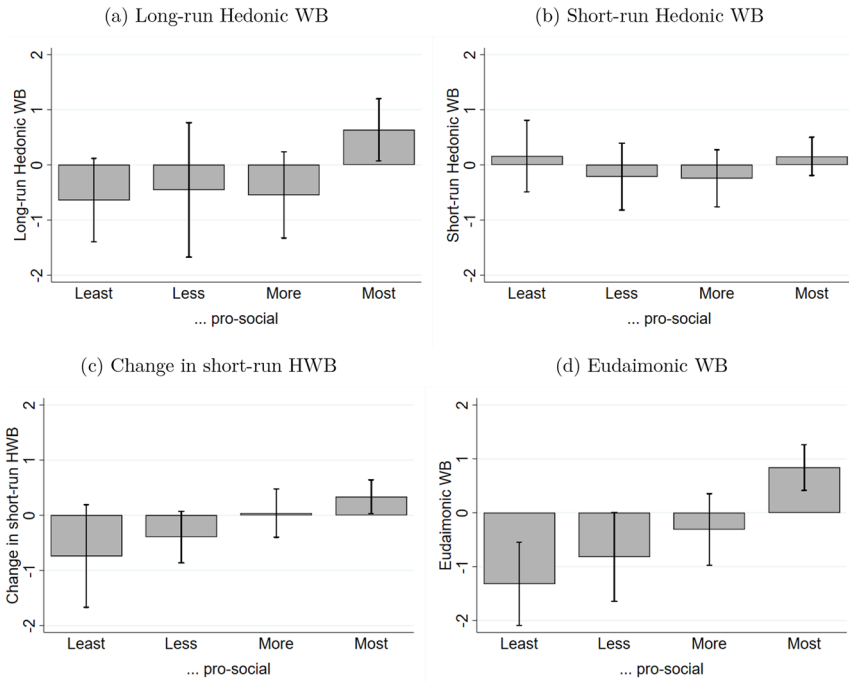 (a) Long-run Hedonic WB
Long-run Hedonic WB
2
1
0
-1
-2
Least Less More Most
... pro-social
(b) Short-run Hedonic WB
Short-run Hedonic WB
2
1
0
-1
-2
Least Less More Most
... pro-social
(c) Change in short-run HWB
Change in short-run HWB
2
1
0
-1
-2
Least Less More Most
... pro-social
(d) Eudaimonic WB
Eudaimonic WB
2
1
0
-1
-2
Least Less More Most
... pro-social